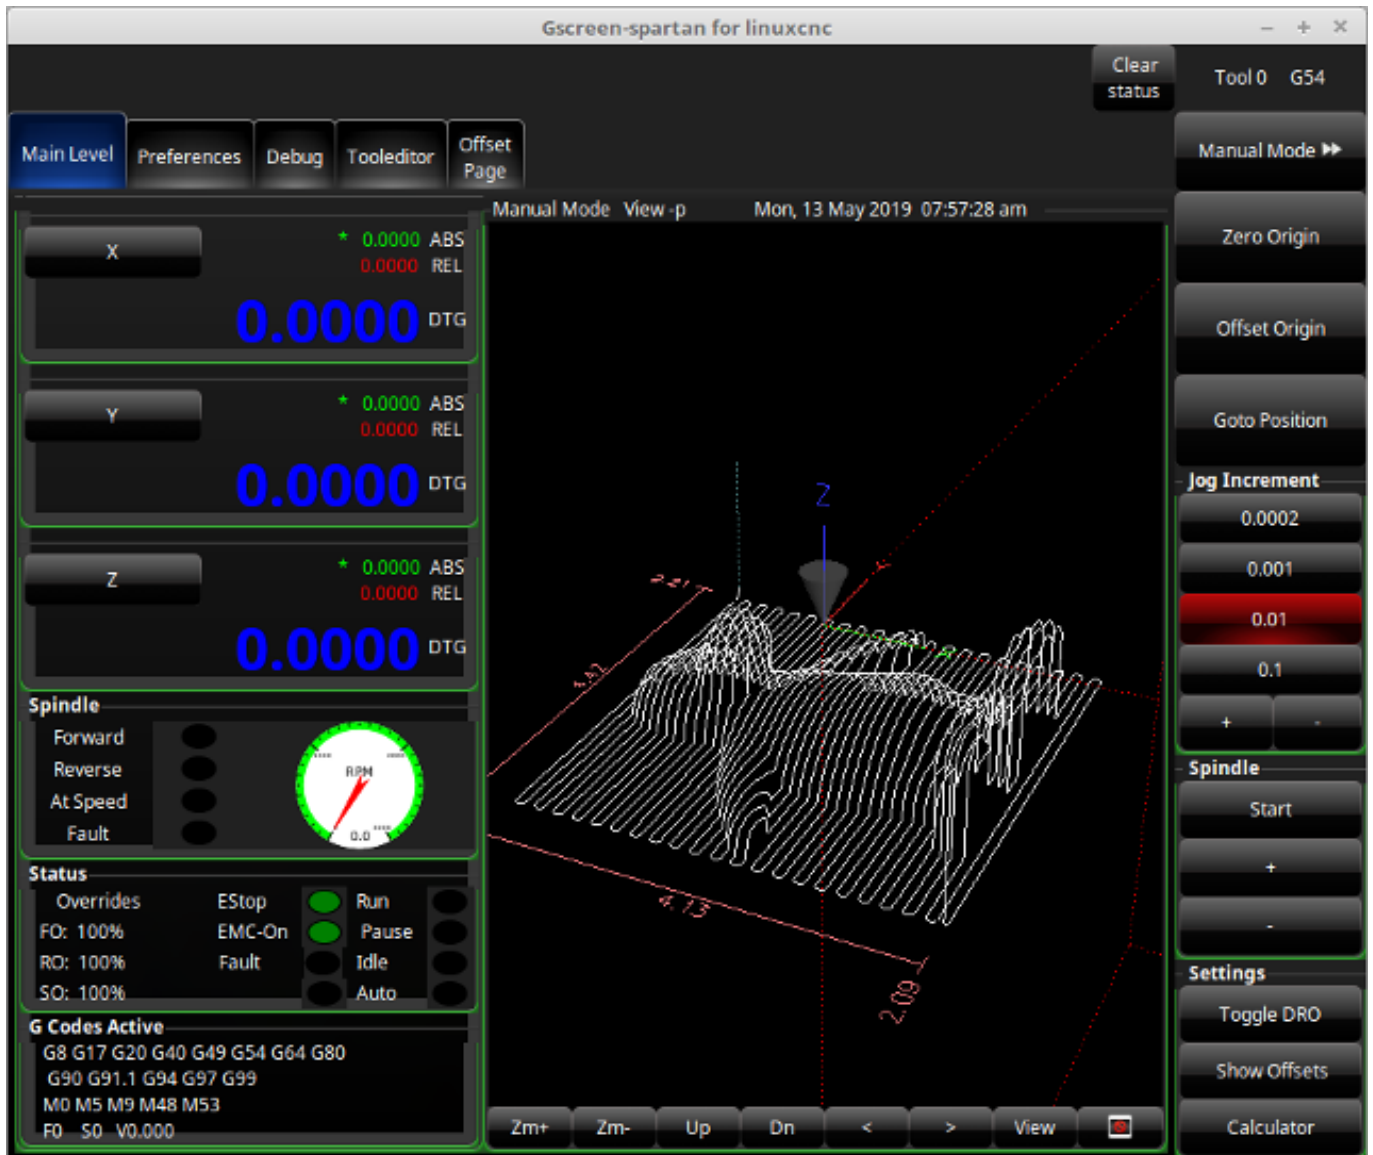 Gscreen-spartan for linuxcnc
Clear
status
Tool 0 G54
Main Level
Preferences
Debug
Tooleditor
Offset
Page
Manual Mode
Manual Mode View -p Mon, 13 May 2019 07:57:28 am
X
* 0.0000 ABS
0.0000 REL
0.0000 DTG
Y
* 0.0000 ABS
0.0000 REL
0.0000 DTG
Z
* 0.0000 ABS
0.0000 REL
0.0000 DTG
Spindle
Forward
Reverse
At Speed
Fault
RPM
0.0
Status
Overrides EStop Run
FO: 100% EMC-On Pause
RO: 100% Fault Idle
SO: 100% Auto
G Codes Active
G8 G17 G20 G40 G49 G54 G64 G80
G90 G91.1 G94 G97 G99
M0 M5 M9 M48 M53
F0 S0 V0.000
Z
4.13
2.09
Zm+ Zm- Up Dn < > View
Zero Origin
Offset Origin
Goto Position
Jog Increment
0.0002
0.001
0.01
0.1
+ -
Spindle
Start
+
-
Settings
Toggle DRO
Show Offsets
Calculator